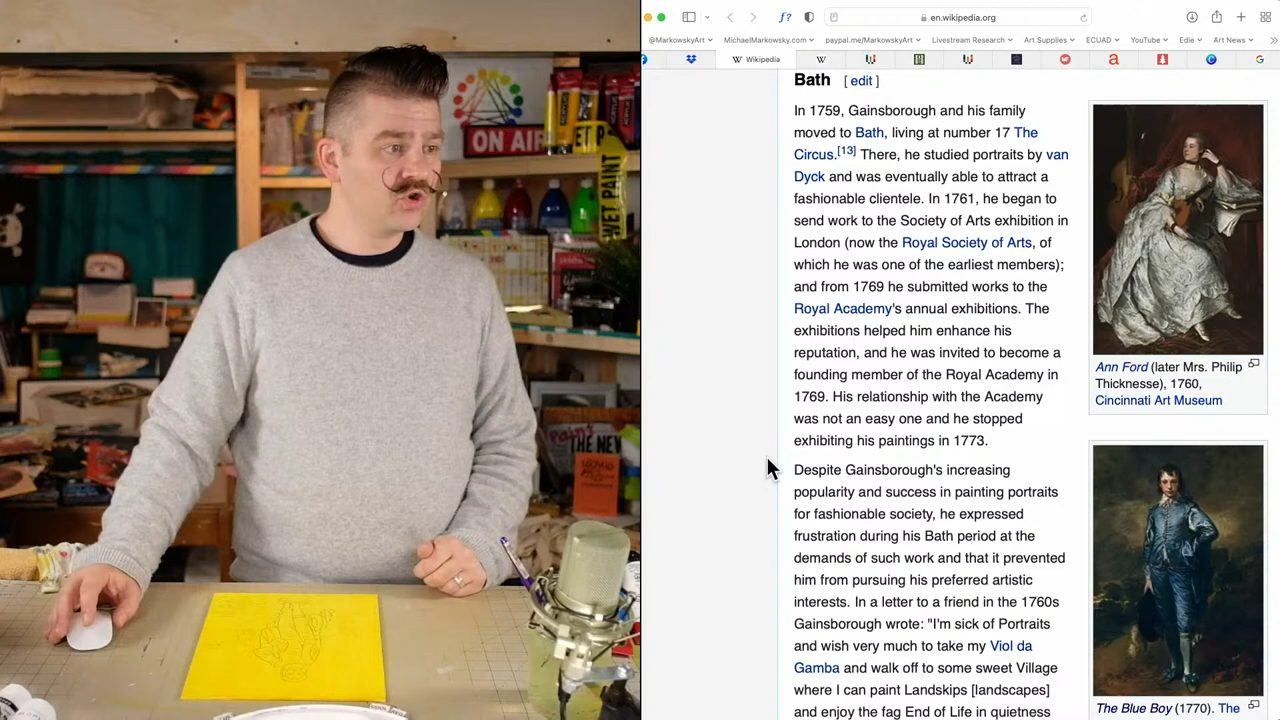 ON AIR
WET PAINT
Paint
THE NEW
en.wikipedia.org
@MarkowskyArt
MichaelMarkowsky.com
paypal.me/MarkowskyArt
Livestream Research
Art Supplies
ECUAD
YouTube
Edie
Art News
Wikipedia
Bath [ edit ]
In 1759, Gainsborough and his family
moved to Bath, living at number 17 The
Circus.[13] There, he studied portraits by van
Dyck and was eventually able to attract a
fashionable clientele. In 1761, he began to
send work to the Society of Arts exhibition in
London (now the Royal Society of Arts, of
which he was one of the earliest members);
and from 1769 he submitted works to the
Royal Academy's annual exhibitions. The
exhibitions helped him enhance his
reputation, and he was invited to become a
founding member of the Royal Academy in
1769. His relationship with the Academy
was not an easy one and he stopped
exhibiting his paintings in 1773.
Despite Gainsborough's increasing
popularity and success in painting portraits
for fashionable society, he expressed
frustration during his Bath period at the
demands of such work and that it prevented
him from pursuing his preferred artistic
interests. In a letter to a friend in the 1760s
Gainsborough wrote: "I'm sick of Portraits
and wish very much to take my Viol da
Gamba and walk off to some sweet Village
where I can paint Landskips [landscapes]
and enjoy the fag End of Life in quietness
Ann Ford (later Mrs. Philip
Thicknesse), 1760,
Cincinnati Art Museum
The Blue Boy (1770). The